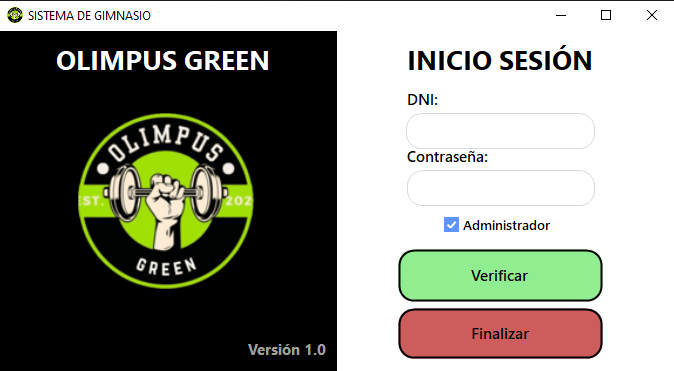 SISTEMA DE GIMNASIO
OLIMPUS GREEN
OLIMPUS
EST. 202
GREEN
Versión 1.0
INICIO SESIÓN
DNI:
Contraseña:
Administrador
Verificar
Finalizar